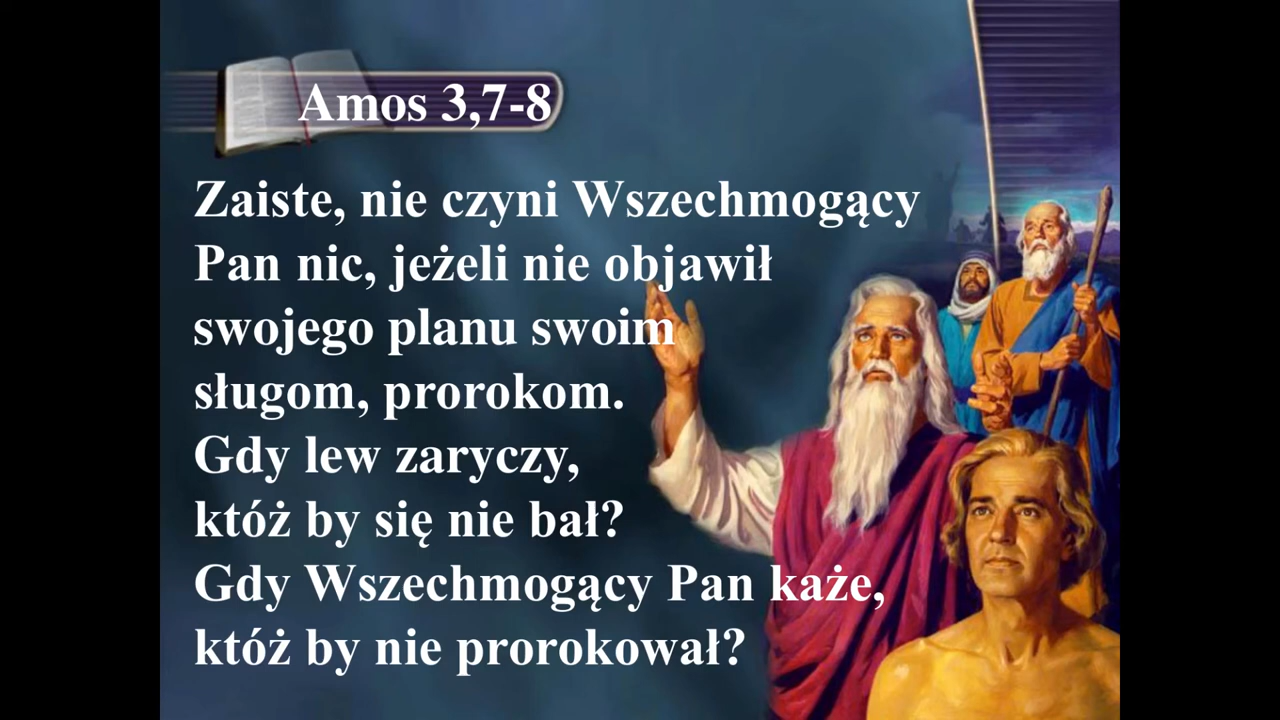 Amos 3,7-8
Zaiste, nie czyni Wszechmogący
Pan nic, jeżeli nie objawił
swojego planu swoim
sługom, prorokom.
Gdy lew zaryczy,
któż by się nie bał?
Gdy Wszechmogący Pan każe,
któż by nie prorokował?